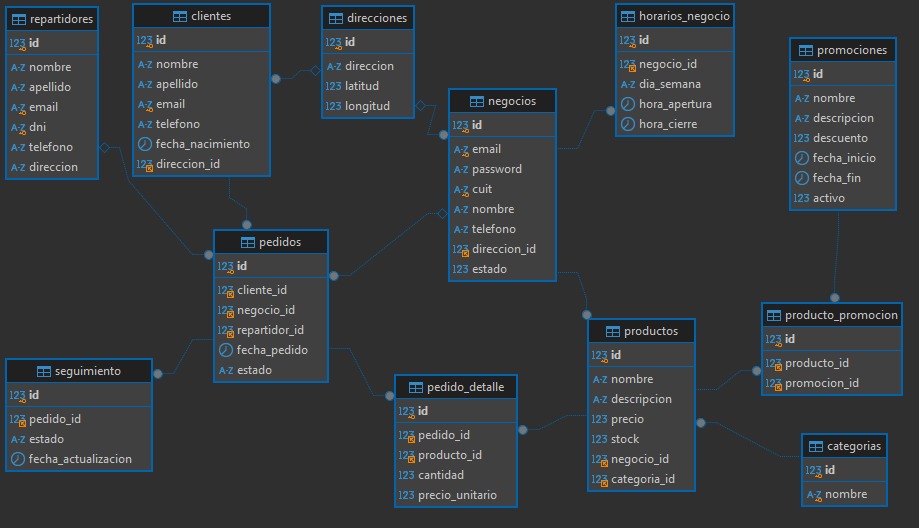 repartidores
123 id
A-Z nombre
A-Z apellido
A-Z email
A-Z dni
A-Z telefono
A-Z direccion
clientes
123 id
A-Z nombre
A-Z apellido
A-Z email
A-Z telefono
fecha_nacimiento
123 direccion_id
direcciones
123 id
A-Z direccion
123 latitud
123 longitud
negocios
123 id
A-Z email
A-Z password
A-Z cuit
A-Z nombre
A-Z telefono
123 direccion_id
123 estado
horarios_negocio
123 id
123 negocio_id
A-Z dia_semana
hora_apertura
hora_cierre
promociones
123 id
A-Z nombre
A-Z descripcion
123 descuento
fecha_inicio
fecha_fin
123 activo
pedidos
123 id
123 cliente_id
123 negocio_id
123 repartidor_id
fecha_pedido
A-Z estado
seguimiento
123 id
123 pedido_id
A-Z estado
fecha_actualizacion
pedido_detalle
123 id
123 pedido_id
123 producto_id
123 cantidad
123 precio_unitario
productos
123 id
A-Z nombre
A-Z descripcion
123 precio
123 stock
123 negocio_id
123 categoria_id
producto_promocion
123 id
123 producto_id
123 promocion_id
categorias
123 id
A-Z nombre